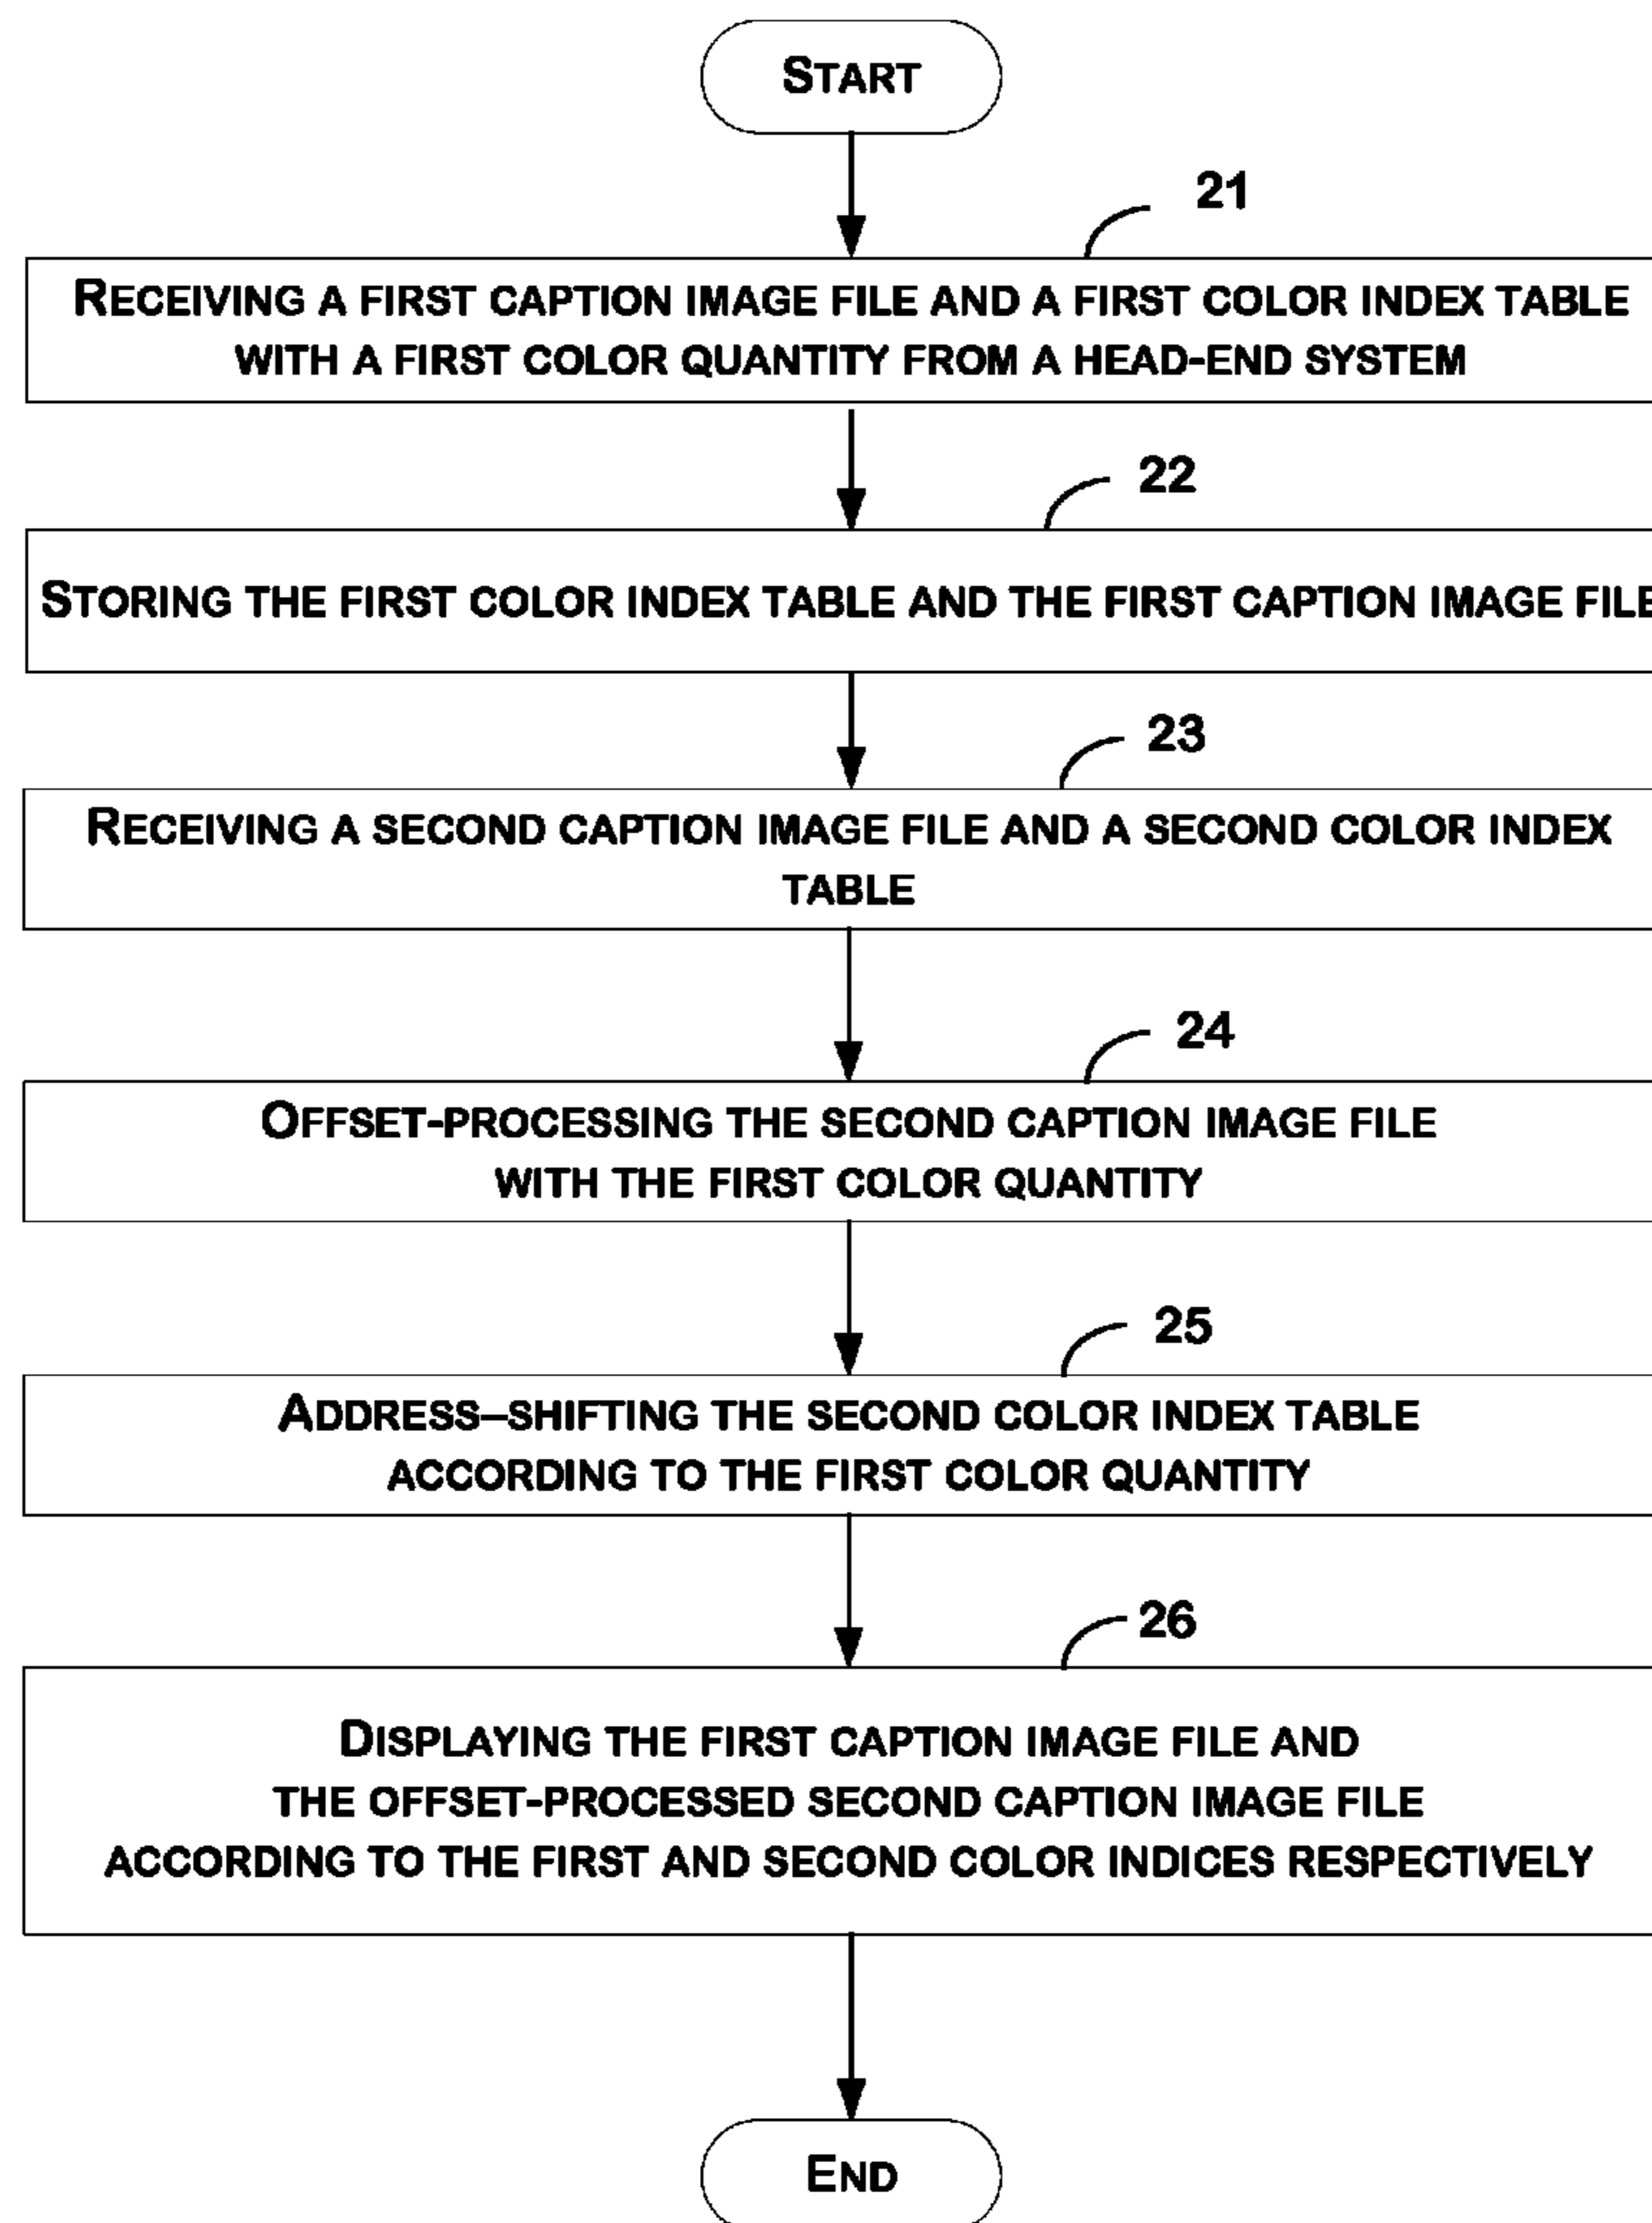 START
21
RECEIVING A FIRST CAPTION IMAGE FILE AND A FIRST COLOR INDEX TABLE
WITH A FIRST COLOR QUANTITY FROM A HEAD-END SYSTEM
22
STORING THE FIRST COLOR INDEX TABLE AND THE FIRST CAPTION IMAGE FILE
23
RECEIVING A SECOND CAPTION IMAGE FILE AND A SECOND COLOR INDEX
TABLE
24
OFFSET-PROCESSING THE SECOND CAPTION IMAGE FILE
WITH THE FIRST COLOR QUANTITY
25
ADDRESS–SHIFTING THE SECOND COLOR INDEX TABLE
ACCORDING TO THE FIRST COLOR QUANTITY
26
DISPLAYING THE FIRST CAPTION IMAGE FILE AND
THE OFFSET-PROCESSED SECOND CAPTION IMAGE FILE
ACCORDING TO THE FIRST AND SECOND COLOR INDICES RESPECTIVELY
END